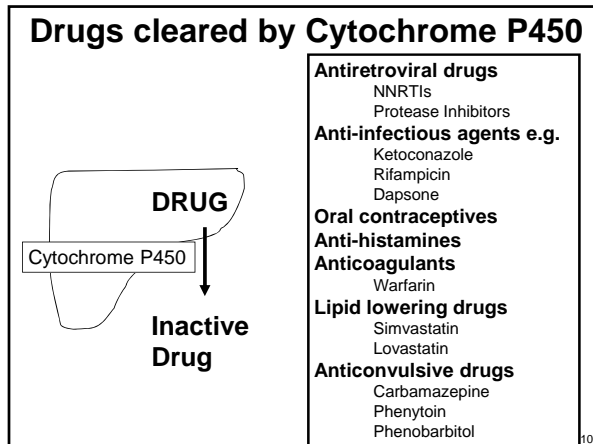 Drugs cleared by Cytochrome P450
DRUG
Cytochrome P450
Inactive
Drug
Antiretroviral drugs
NNRTIs
Protease Inhibitors
Anti-infectious agents e.g.
Ketoconazole
Rifampicin
Dapsone
Oral contraceptives
Anti-histamines
Anticoagulants
Warfarin
Lipid lowering drugs
Simvastatin
Lovastatin
Anticonvulsive drugs
Carbamazepine
Phenytoin
Phenobarbitol
10